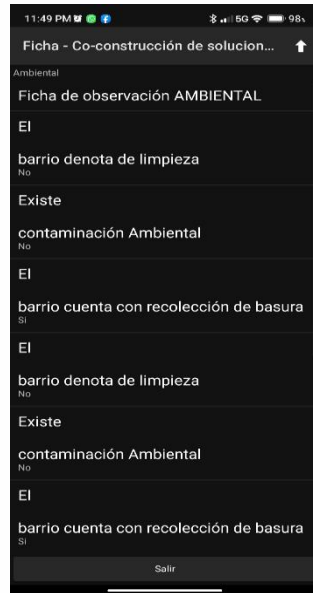 11:49 PM 5G 98%
Ficha - Co-construcción de solucion...
Ambiental
Ficha de observación AMBIENTAL
El
barrio denota de limpieza
No
Existe
contaminación Ambiental
No
El
barrio cuenta con recolección de basura
Si
El
barrio denota de limpieza
No
Existe
contaminación Ambiental
No
El
barrio cuenta con recolección de basura
Si
Salir